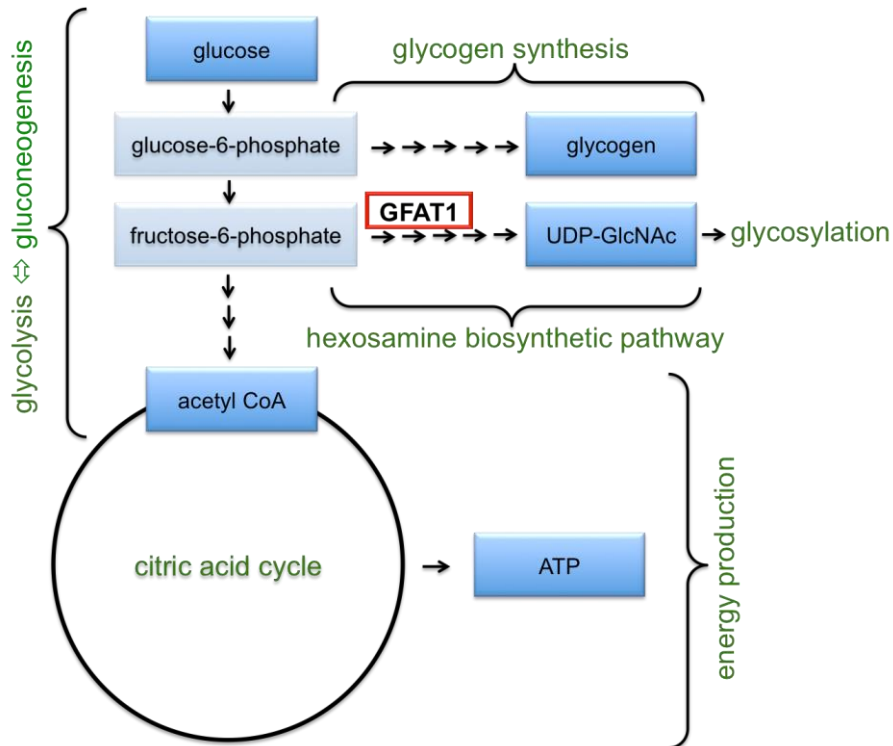 glucose
glycogen synthesis
glucose-6-phosphate
glycogen
GFAT1
fructose-6-phosphate
UDP-GlcNAc
glycosylation
hexosamine biosynthetic pathway
glycolysis ⇔ gluconeogenesis
acetyl CoA
citric acid cycle
ATP
energy production